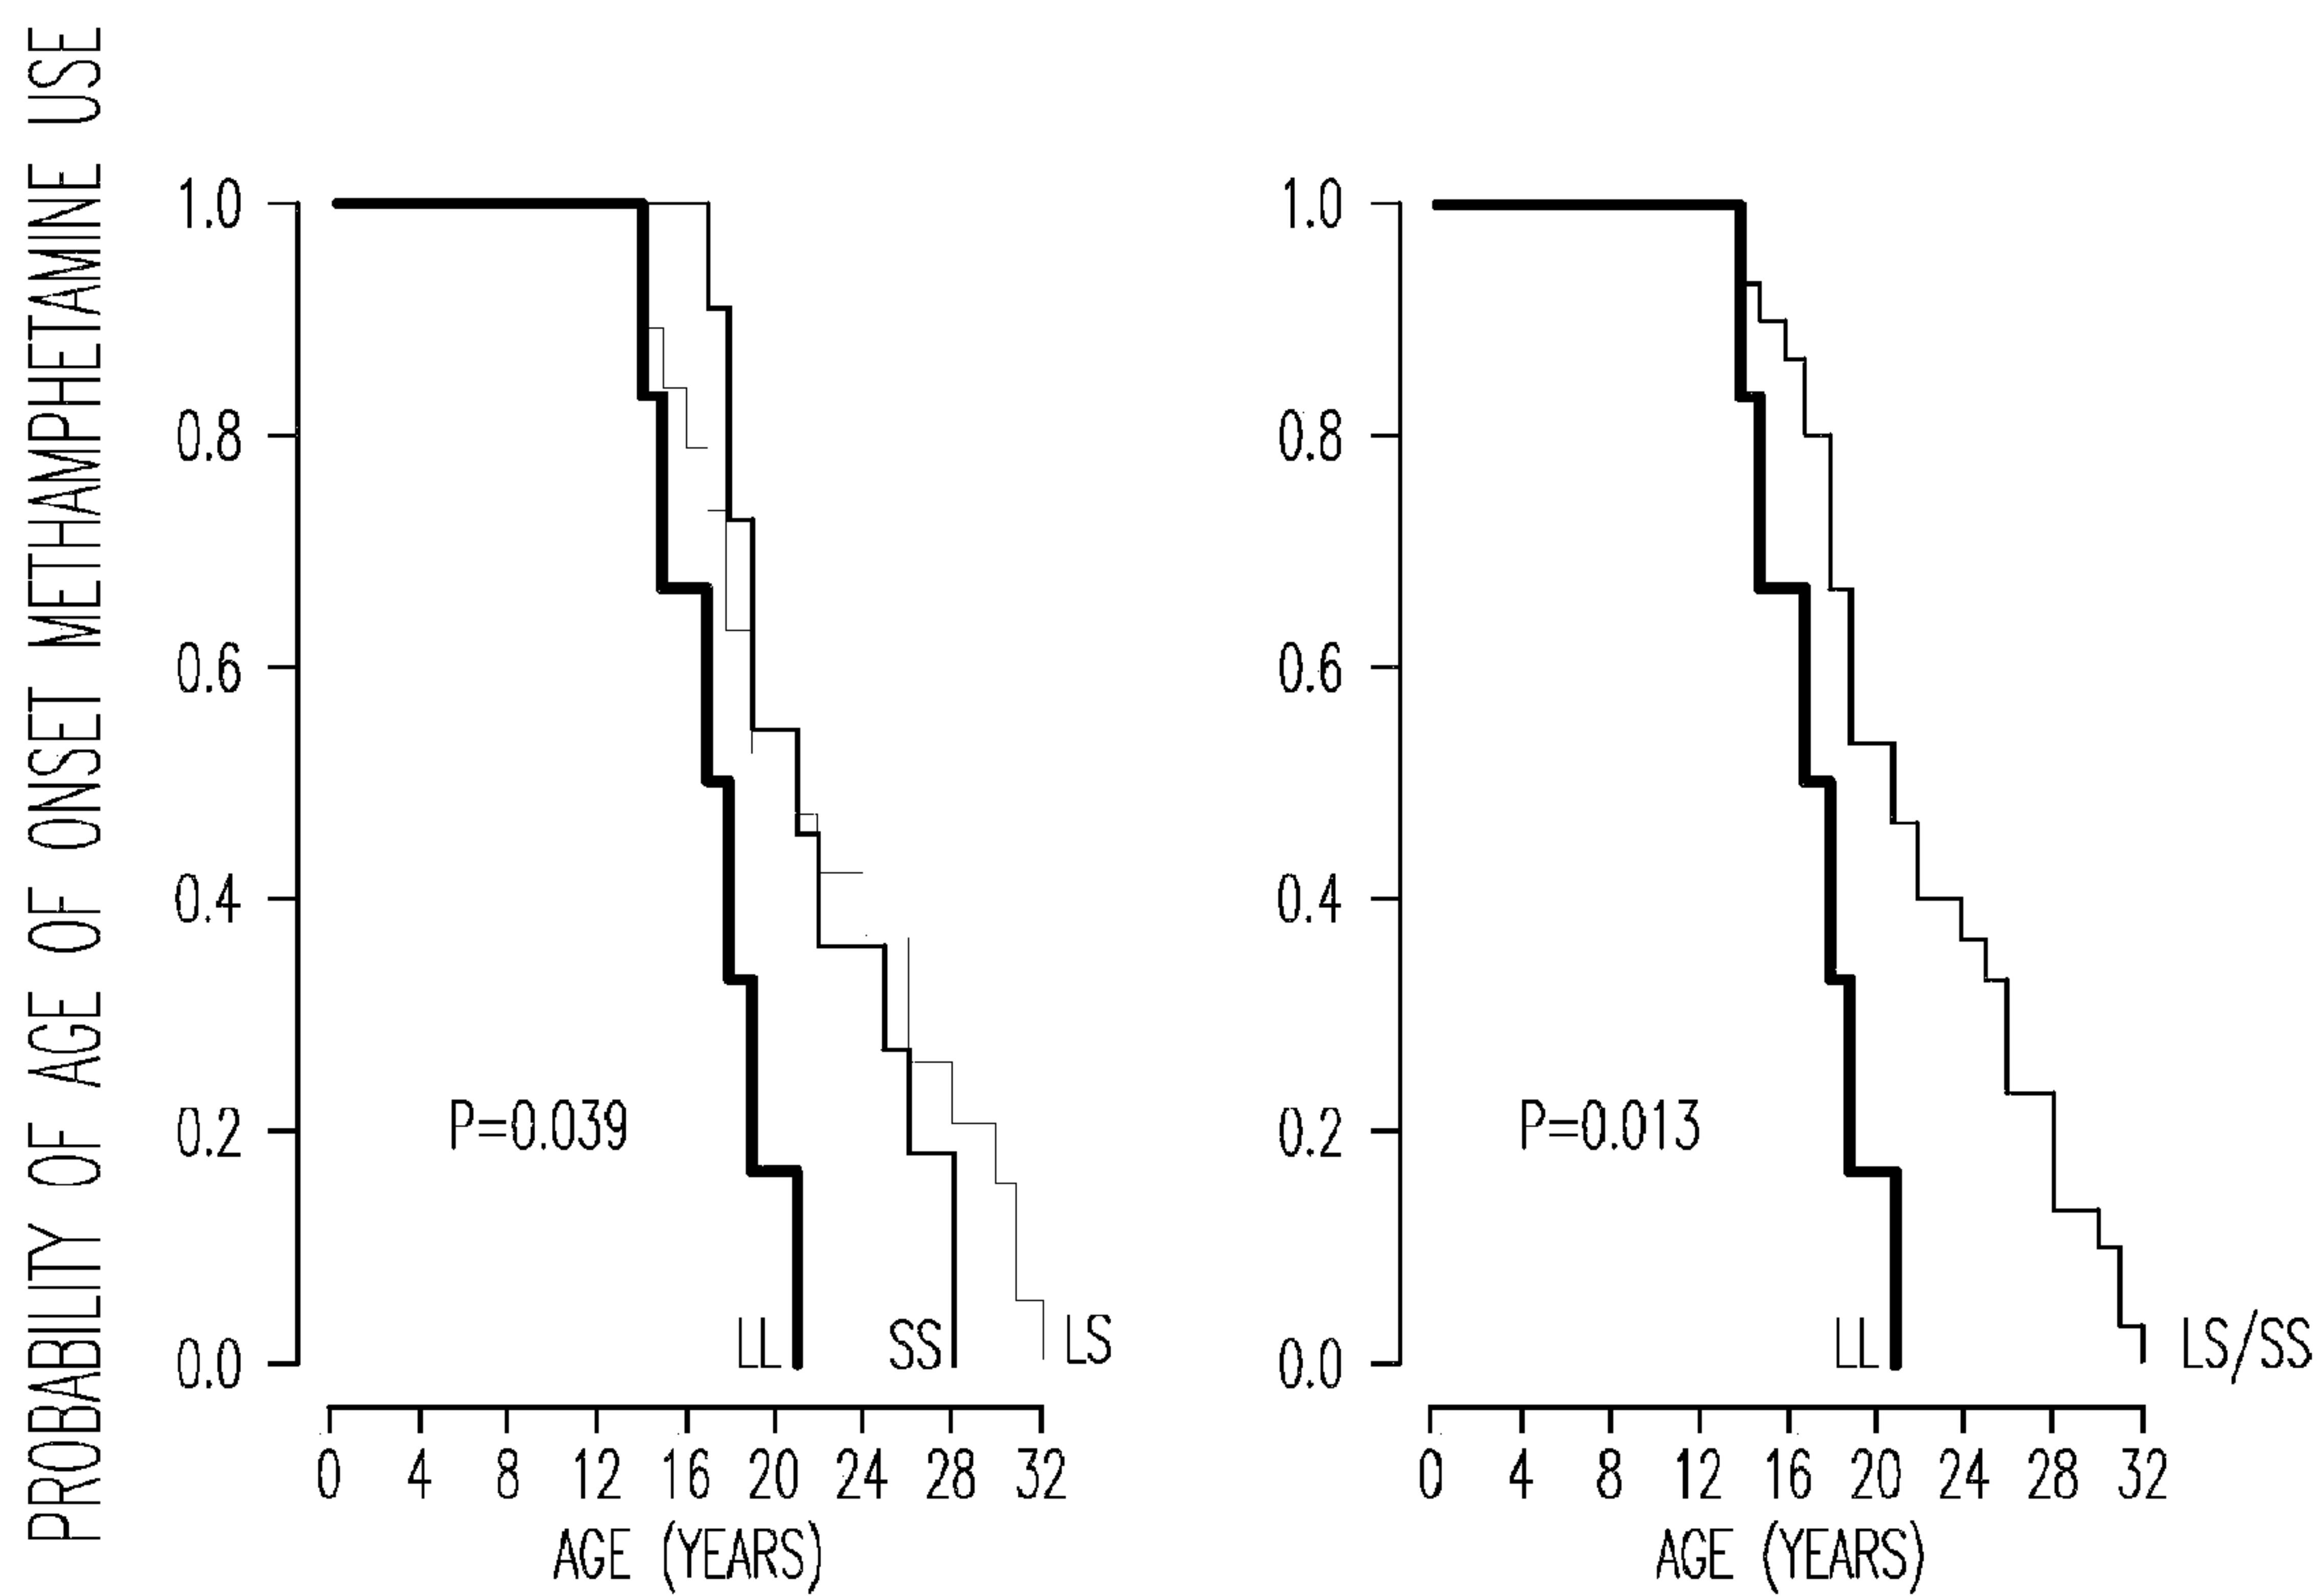 PROBABILITY OF AGE OF ONSET METHAMPHETAMINE USE
1.0
0.8
0.6
0.4
0.2
0.0
P=0.039
LL
SS
LS
0 4 8 12 16 20 24 28 32
AGE (YEARS)
1.0
0.8
0.6
0.4
0.2
0.0
P=0.013
LL
LS/SS
0 4 8 12 16 20 24 28 32
AGE (YEARS)